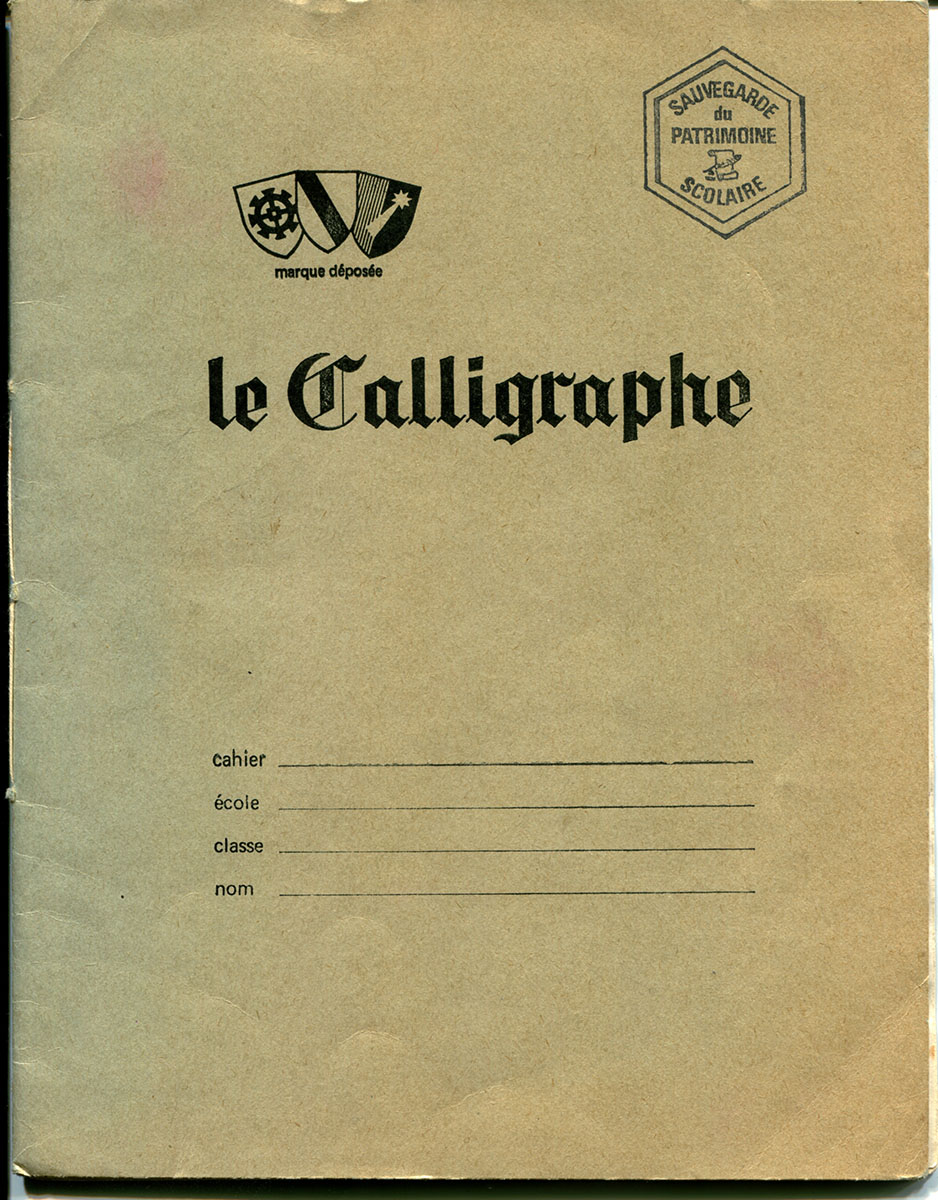 SAUVEGARDE
du
PATRIMOINE
SCOLAIRE
marque déposée
le Calligraphe
cahier
école
classe
nom